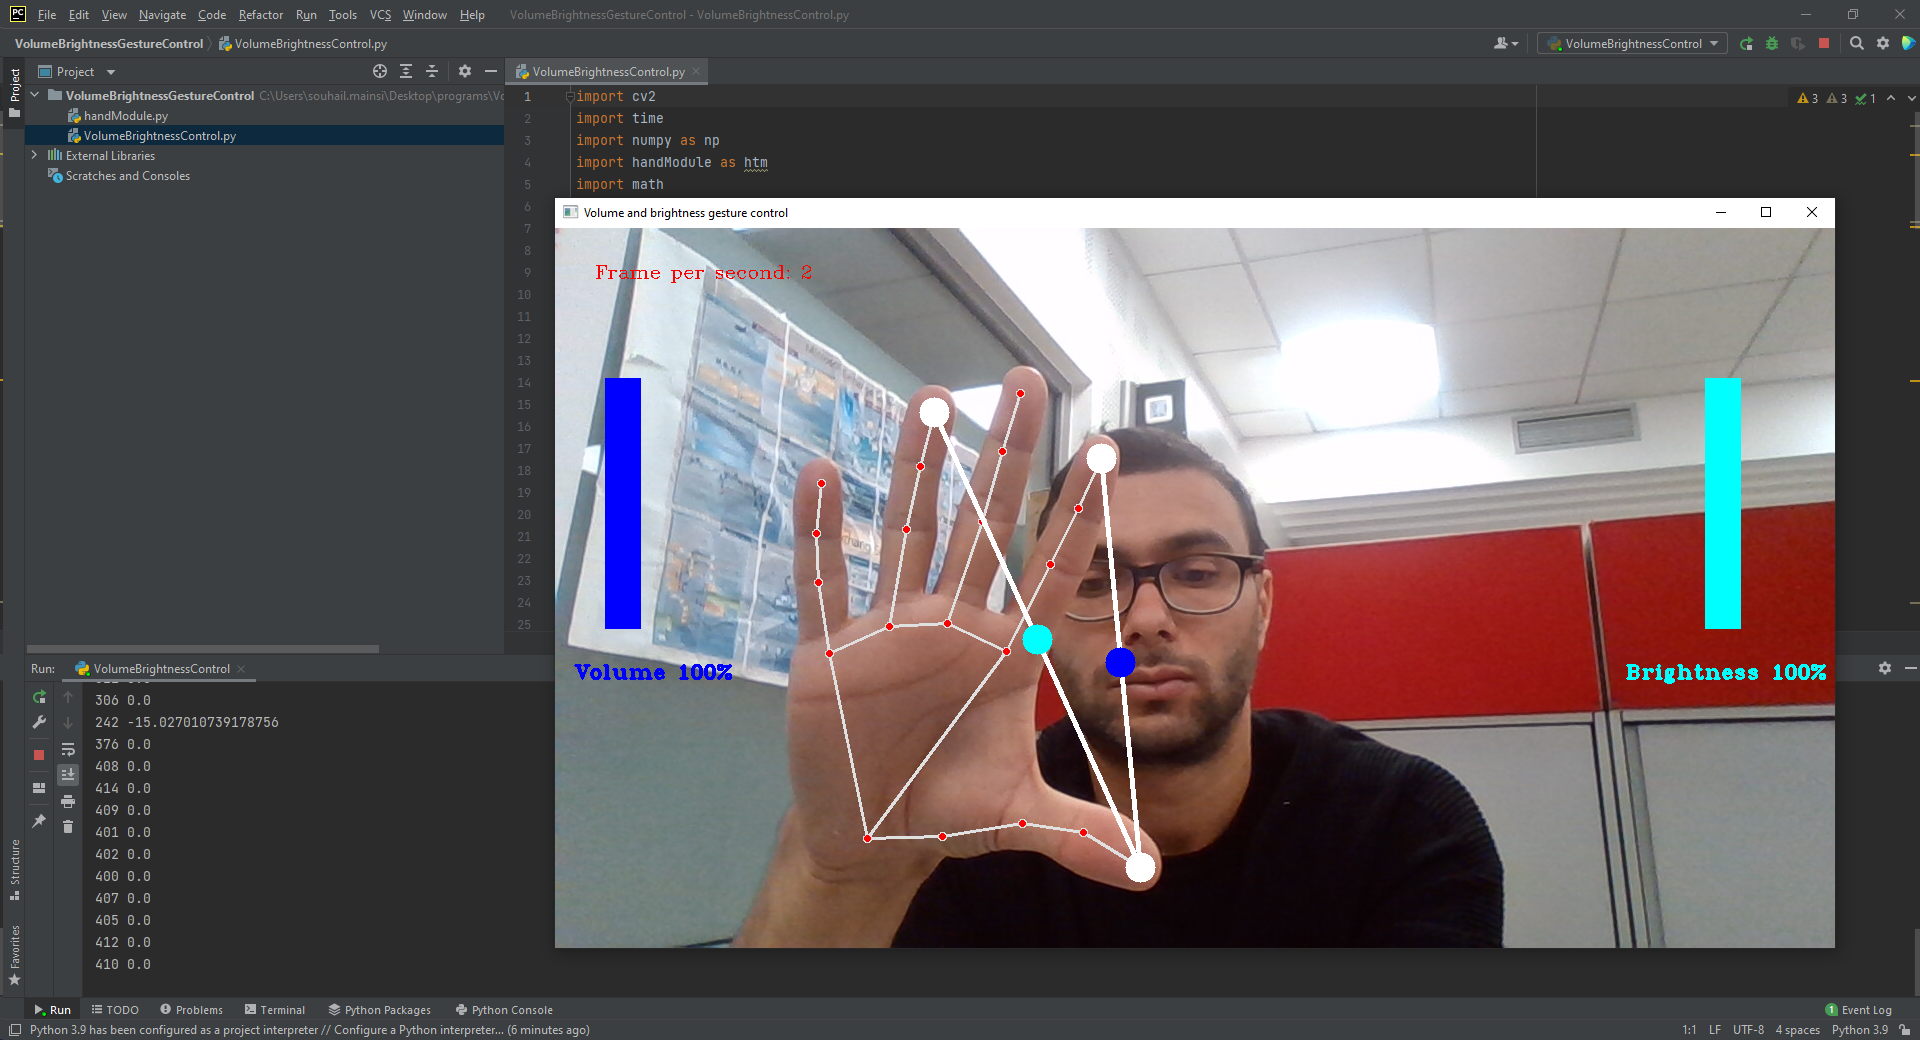 PC File Edit View Navigate Code Refactor Run Tools VCS Window Help VolumeBrightnessGestureControl - VolumeBrightnessControl.py
VolumeBrightnessGestureControl VolumeBrightnessControl.py VolumeBrightnessControl
Project Project
VolumeBrightnessControl.py
VolumeBrightnessGestureControl C:\Users\souhail.mainsi\Desktop\programs\Vo
handModule.py
VolumeBrightnessControl.py
External Libraries
Scratches and Consoles
1 import cv2
2 import time
3 import numpy as np
4 import handModule as htm
5 import math
6
7
8
9
10
11
12
13
14
15
16
17
18
19
20
21
22
23
24
25
3 3 1
Volume and brightness gesture control
Frame per second: 2
Volume 100%
Brightness 100%
Run: VolumeBrightnessControl
306 0.0
242 -15.027010739178756
376 0.0
408 0.0
414 0.0
409 0.0
401 0.0
402 0.0
400 0.0
407 0.0
405 0.0
412 0.0
410 0.0
Structure
Favorites
Run TODO Problems Terminal Python Packages Python Console 1 Event Log
Python 3.9 has been configured as a project interpreter // Configure a Python interpreter... (6 minutes ago) 1:1 LF UTF-8 4 spaces Python 3.9